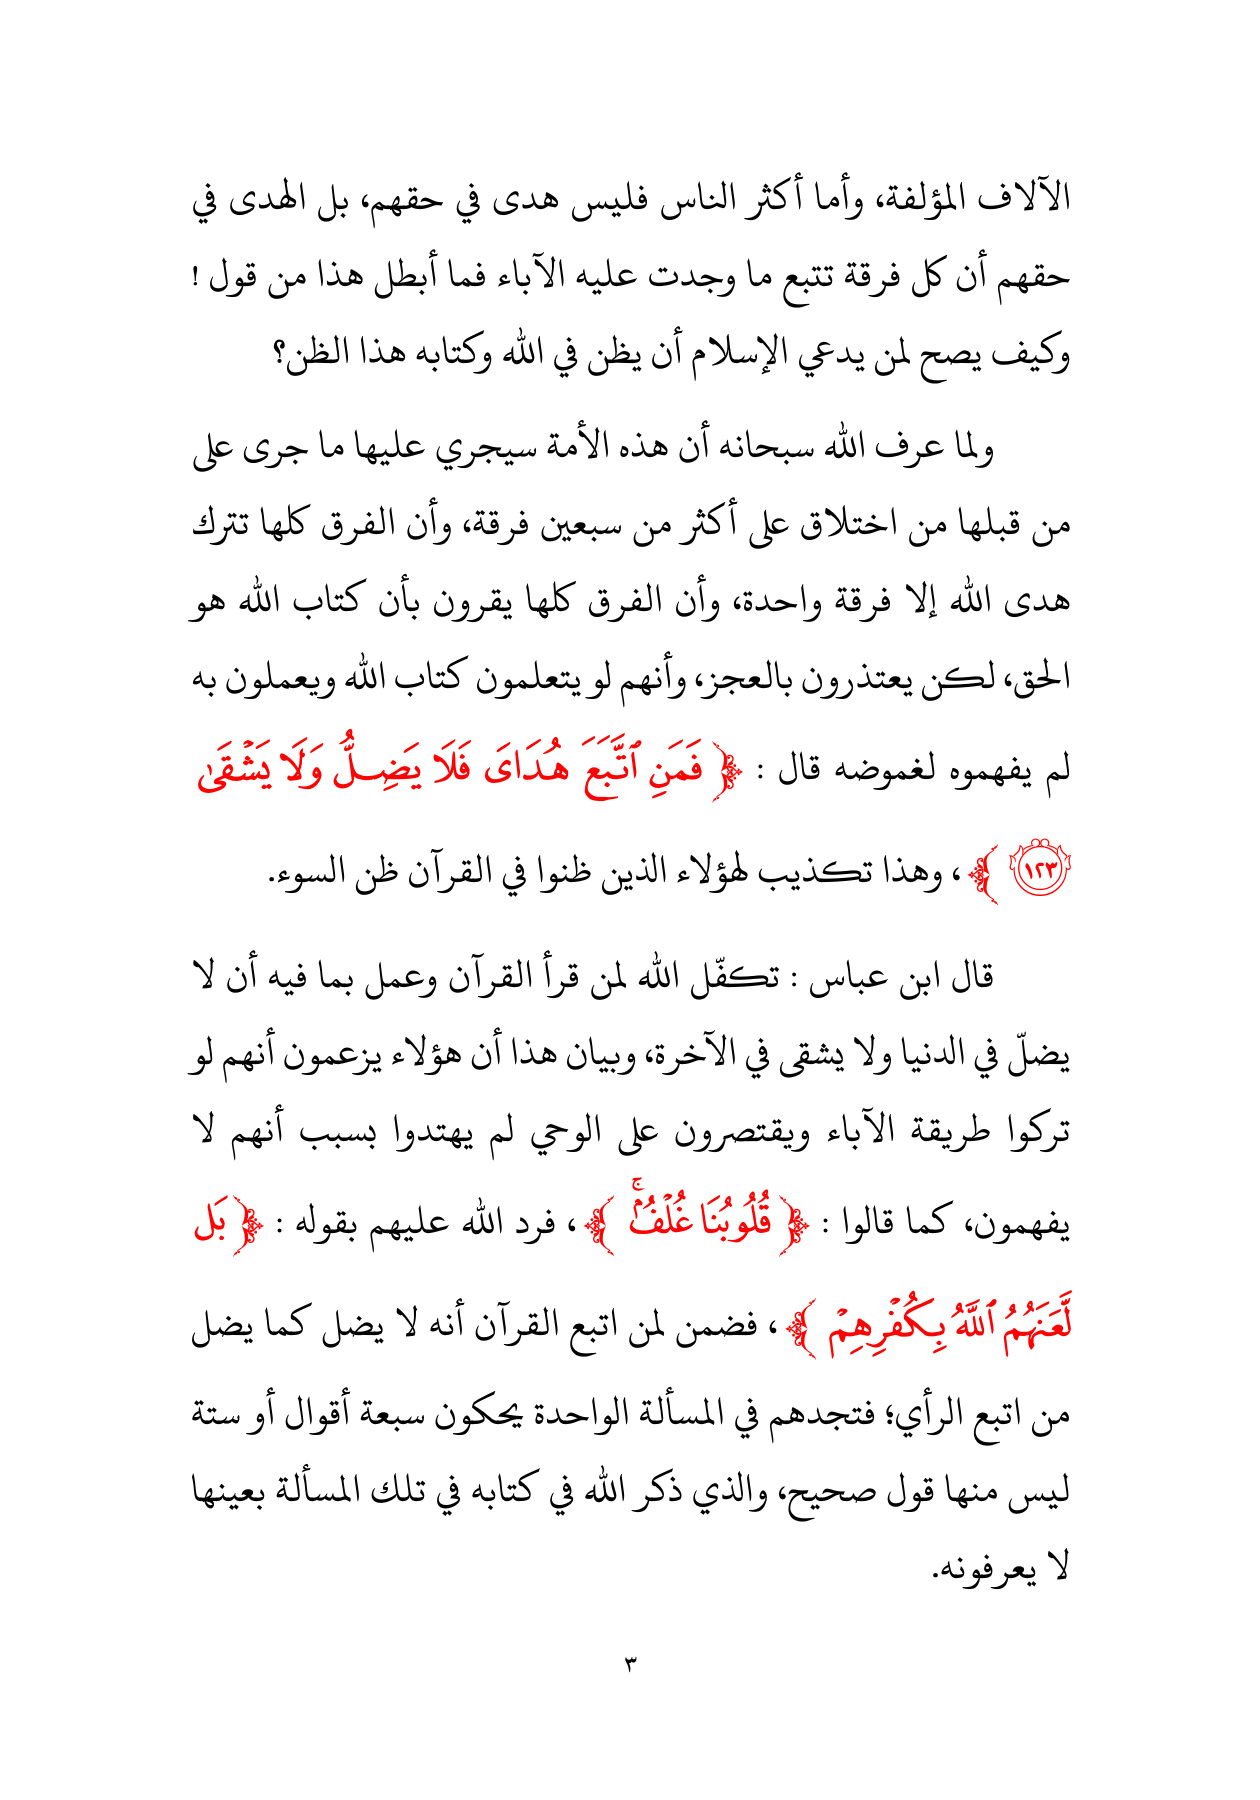 الآلاف المؤلفة، وأما أكثر الناس فليس هدى في حقهم، بل الهدى في
حقهم أن كل فرقة تتبع ما وجدت عليه الآباء فما أبطل هذا من قول !
وكيف يصح لمن يدعي الإسلام أن يظن في الله وكتابه هذا الظن؟
ولما عرف الله سبحانه أن هذه الأمة سيجري عليها ما جرى على
من قبلها من اختلاق على أكثر من سبعين فرقة، وأن الفرق كلها تترك
هدى الله إلا فرقة واحدة، وأن الفرق كلها يقرون بأن كتاب الله هو
الحق، لكن يعتذرون بالعجز، وأنهم لو يتعلمون كتاب الله ويعملون به
لم يفهموه لغموضه قال : ﴿ فَمَنِ ٱتَّبَعَ هُدَاىَ فَلَا يَضِلُّ وَلَا يَشۡقَىٰ
١٢٣ ﴾، وهذا تكذيب لهؤلاء الذين ظنوا في القرآن ظن السوء.
قال ابن عباس : تكفّل الله لمن قرأ القرآن وعمل بما فيه أن لا
يضلّ في الدنيا ولا يشقى في الآخرة، وبيان هذا أن هؤلاء يزعمون أنهم لو
تركوا طريقة الآباء ويقتصرون على الوحي لم يهتدوا بسبب أنهم لا
يفهمون، كما قالوا : ﴿ قُلُوبُنَا غُلۡفُۢۚ ﴾، فرد الله عليهم بقوله : ﴿ بَل
لَّعَنَهُمُ ٱللَّهُ بِكُفۡرِهِمۡ ﴾، فضمن لمن اتبع القرآن أنه لا يضل كما يضل
من اتبع الرأي؛ فتجدهم في المسألة الواحدة يحكون سبعة أقوال أو ستة
ليس منها قول صحيح، والذي ذكر الله في كتابه في تلك المسألة بعينها
لا يعرفونه.
٣